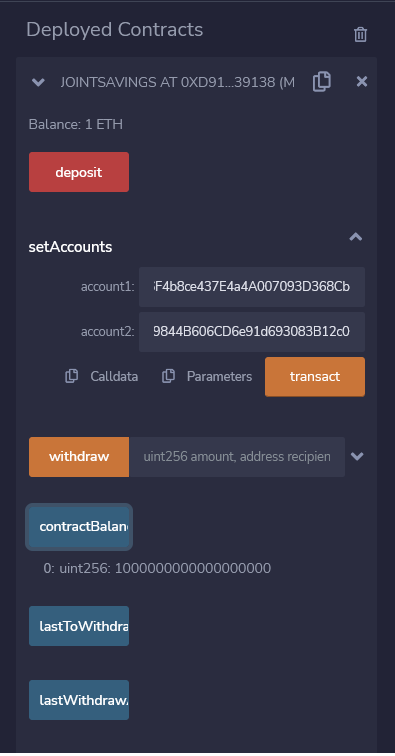 Deployed Contracts
JOINTSAVINGS AT 0XD91...39138 (M
Balance: 1 ETH
deposit
setAccounts
account1: F4b8ce437E4a4A007093D368Cb
account2: 9844B606CD6e91d693083B12c0
Calldata Parameters transact
withdraw uint256 amount, address recipien
contractBalan
0: uint256: 1000000000000000000
lastToWithdra
lastWithdraw